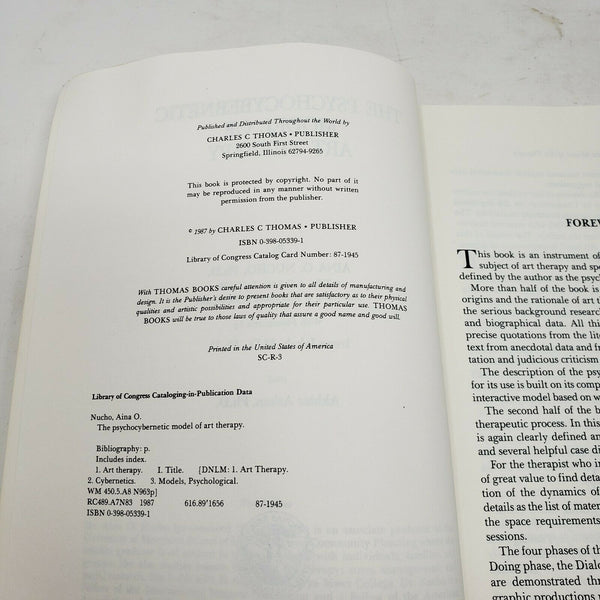 Published and Distributed Throughout the World by
CHARLES C THOMAS • PUBLISHER
2600 South First Street
Springfield, Illinois 62794-9265
This book is protected by copyright. No part of it
may be reproduced in any manner without written
permission from the publisher.
© 1987 by CHARLES C THOMAS • PUBLISHER
ISBN 0-398-05339-1
Library of Congress Catalog Card Number: 87-1945
With THOMAS BOOKS careful attention is given to all details of manufacturing and
design. It is the Publisher's desire to present books that are satisfactory as to their physical
qualities and artistic possibilities and appropriate for their particular use. THOMAS
BOOKS will be true to those laws of quality that assure a good name and good will.
Printed in the United States of America
SC-R-3
Library of Congress Cataloging-in-Publication Data
Nucho, Aina O.
The psychocybernetic model of art therapy.
Bibliography: p.
Includes index.
1. Art therapy. I. Title. [DNLM: 1. Art Therapy.
2. Cybernetics. 3. Models, Psychological.
WM 450.5.A8 N963p]
RC489.A7N83 1987 616.89'1656 87-1945
ISBN 0-398-05339-1
FOREW
This book is an instrument of
subject of art therapy and spe
defined by the author as the psyc
More than half of the book is
origins and the rationale of art t
the serious background researc
and biographical data. All thi
precise quotations from the lite
text from anecdotal data and fr
tation and judicious criticism
The description of the psy
for its use is built on its comp
interactive model based on w
The second half of the b
therapeutic process. In this
is again clearly defined an
and several helpful case di
For the therapist who i
of great value to find deta
tion of the dynamics of
details as the list of mater
the space requirements
sessions.
The four phases of th
Doing phase, the Dialo
are demonstrated thr
graphic productions